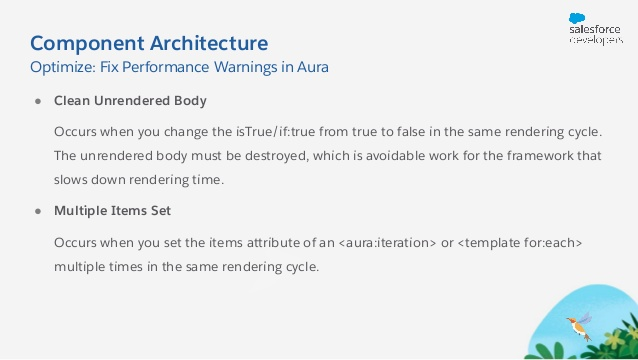 salesforce
developers
Component Architecture
Optimize: Fix Performance Warnings in Aura
● Clean Unrendered Body
Occurs when you change the isTrue/if:true from true to false in the same rendering cycle.
The unrendered body must be destroyed, which is avoidable work for the framework that
slows down rendering time.
● Multiple Items Set
Occurs when you set the items attribute of an <aura:iteration> or <template for:each>
multiple times in the same rendering cycle.